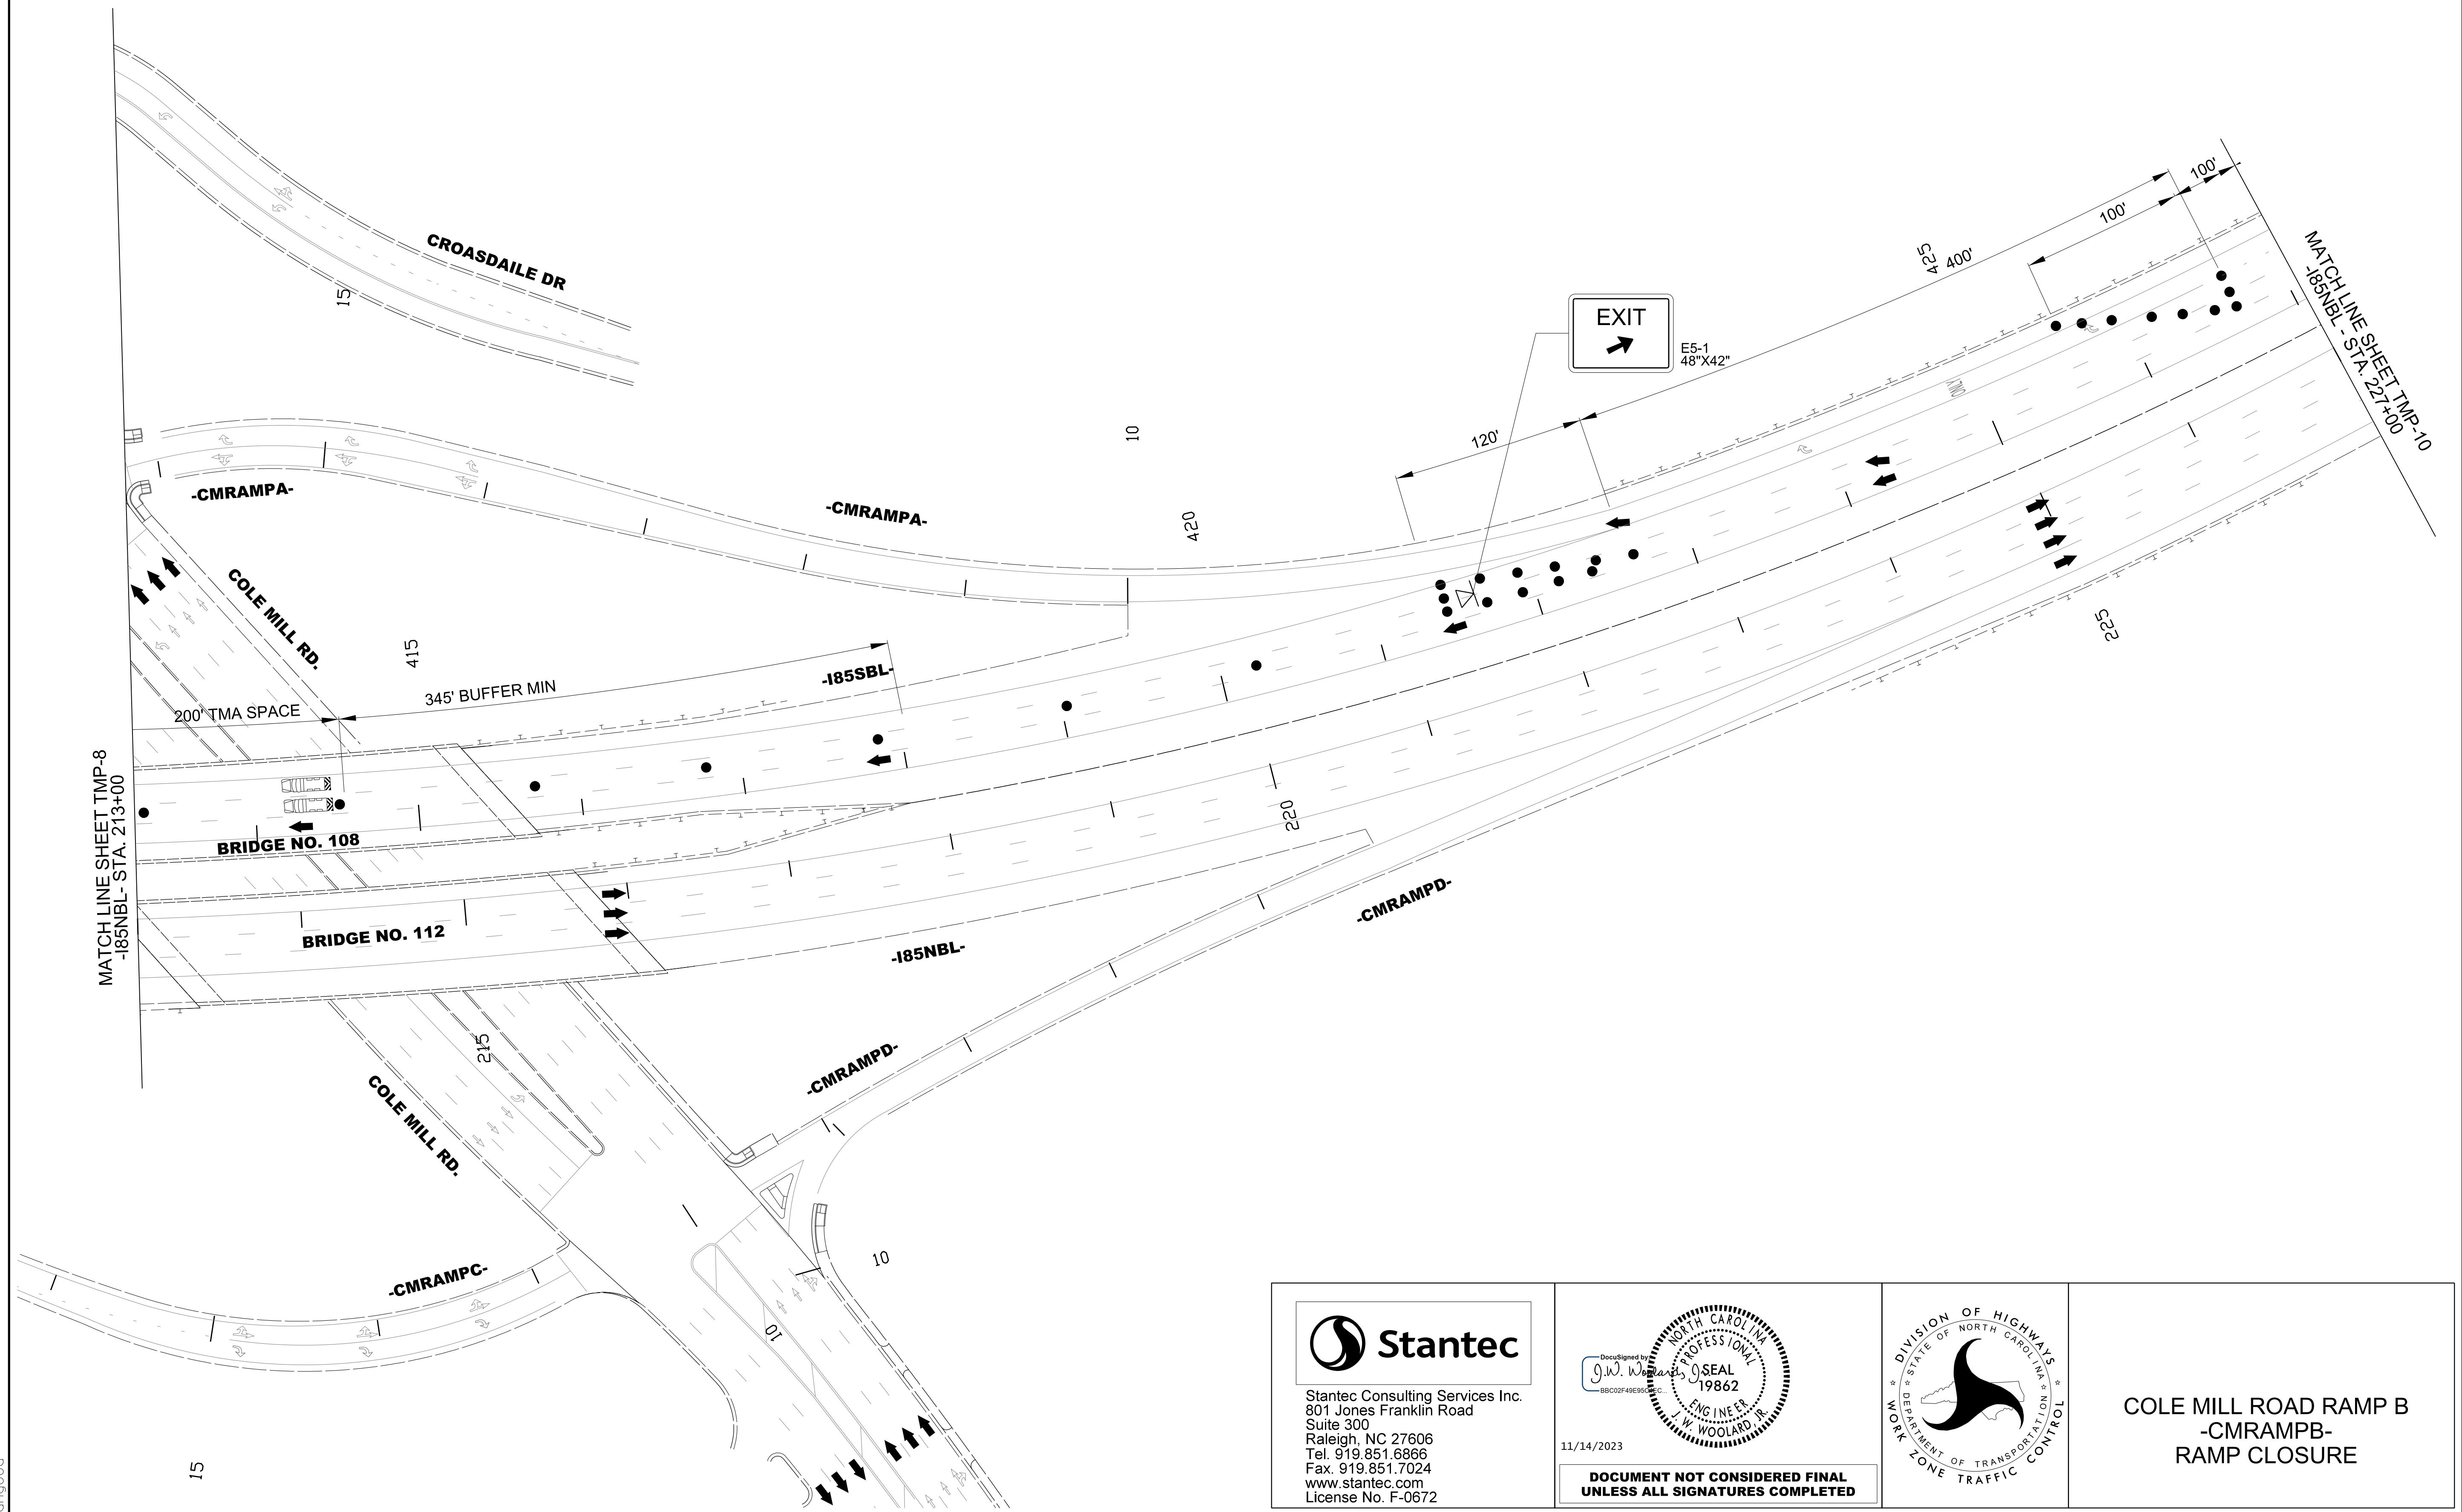 CROASDAILE DR
15
-CMRAMPA-
-CMRAMPA-
COLE MILL RD.
415
10
420
EXIT
E5-1
48"X42"
120'
400'
425
100'
100'
ONLY
MATCH LINE SHEET TMP-10
-I85NBL - STA. 227+00
345' BUFFER MIN
200' TMA SPACE
-I85SBL-
MATCH LINE SHEET TMP-8
-I85NBL- STA. 213+00
BRIDGE NO. 108
BRIDGE NO. 112
-I85NBL-
220
225
-CMRAMPD-
-CMRAMPD-
215
COLE MILL RD.
-CMRAMPC-
10
10
15
Stantec
Stantec Consulting Services Inc.
801 Jones Franklin Road
Suite 300
Raleigh, NC 27606
Tel. 919.851.6866
Fax. 919.851.7024
www.stantec.com
License No. F-0672
DocuSigned by:
J.W. Woolard, Jr.
NORTH CAROLINA
PROFESSIONAL
SEAL
19862
ENGINEER
J. W. WOOLARD, JR.
11/14/2023
DOCUMENT NOT CONSIDERED FINAL
UNLESS ALL SIGNATURES COMPLETED
DIVISION OF HIGHWAYS
STATE OF NORTH CAROLINA
DEPARTMENT OF TRANSPORTATION
WORK ZONE TRAFFIC CONTROL
COLE MILL ROAD RAMP B
-CMRAMPB-
RAMP CLOSURE